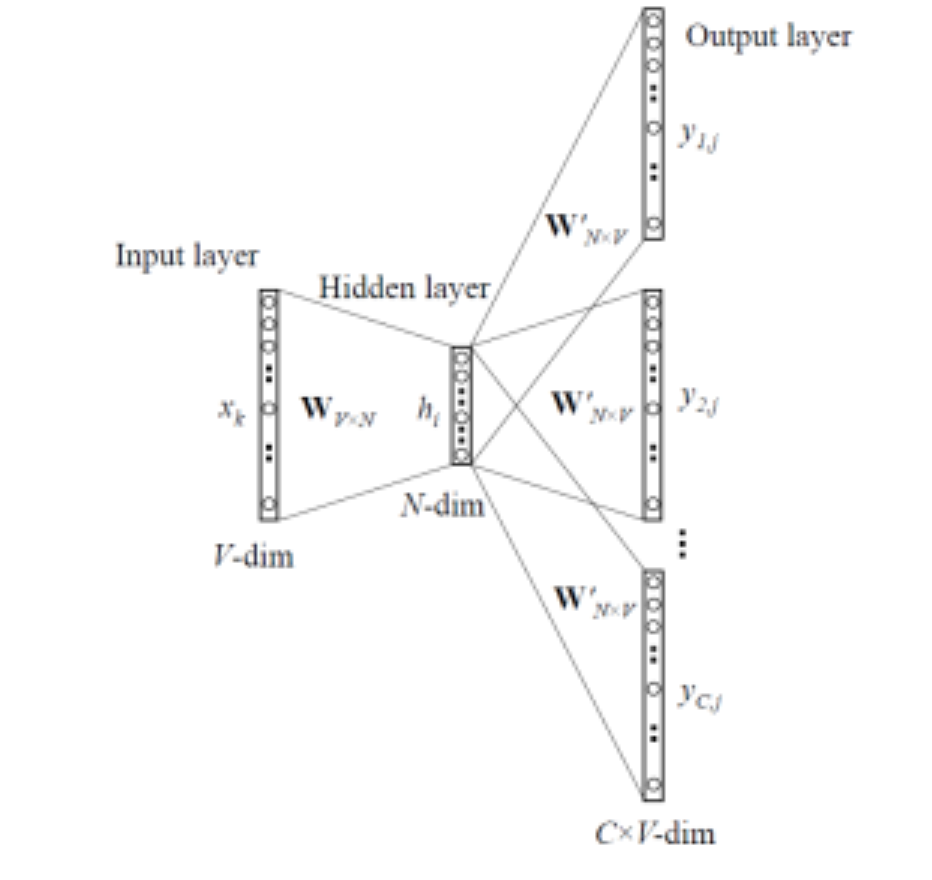 Output layer
y1,j
W'N×V
Input layer
Hidden layer
xk
WV×N
hi
W'N×V
y2,j
N-dim
V-dim
W'N×V
yC,j
C×V-dim